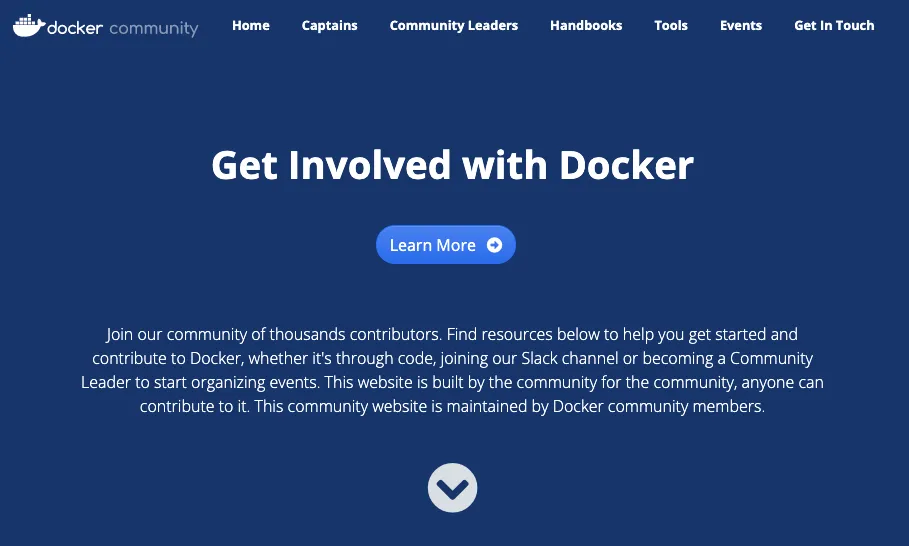 docker community Home Captains Community Leaders Handbooks Tools Events Get In Touch
Get Involved with Docker
Learn More
Join our community of thousands contributors. Find resources below to help you get started and
contribute to Docker, whether it's through code, joining our Slack channel or becoming a Community
Leader to start organizing events. This website is built by the community for the community, anyone can
contribute to it. This community website is maintained by Docker community members.